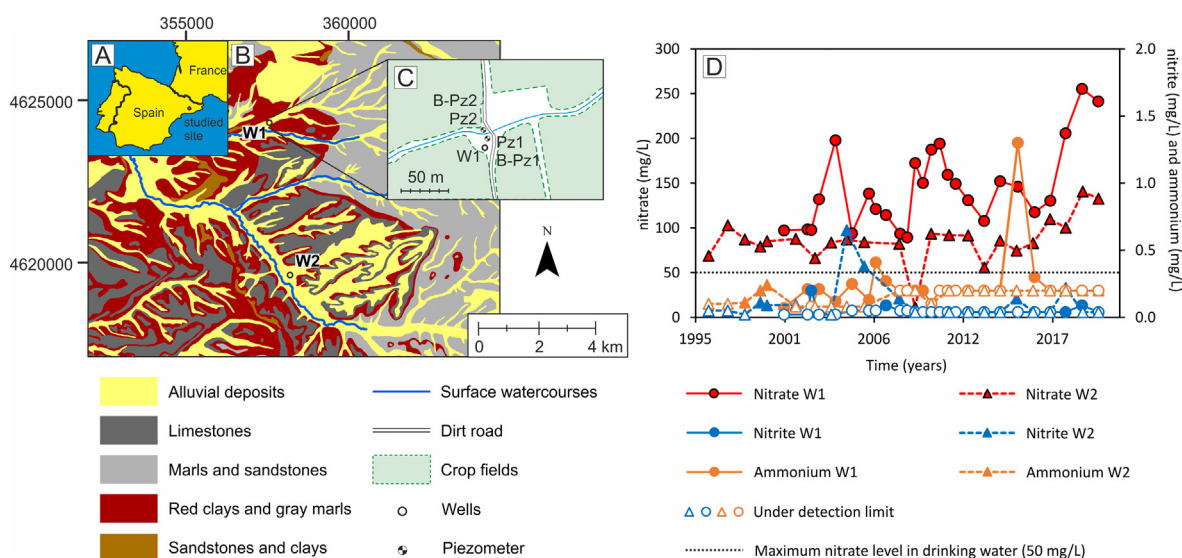 355000
360000
4625000
4620000
A
France
Spain
studied
site
B
W1
W2
C
B-Pz2
Pz2
Pz1
W1
B-Pz1
50 m
N
0
2
4 km
Alluvial deposits
Limestones
Marls and sandstones
Red clays and gray marls
Sandstones and clays
Surface watercourses
Dirt road
Crop fields
Wells
Piezometer
D
nitrate (mg/L)
300
250
200
150
100
50
0
1995
2001
2006
2012
2017
Time (years)
2.0
1.5
1.0
0.5
0.0
nitrite (mg/L) and ammonium (mg/L)
Nitrate W1
Nitrate W2
Nitrite W1
Nitrite W2
Ammonium W1
Ammonium W2
Under detection limit
Maximum nitrate level in drinking water (50 mg/L)